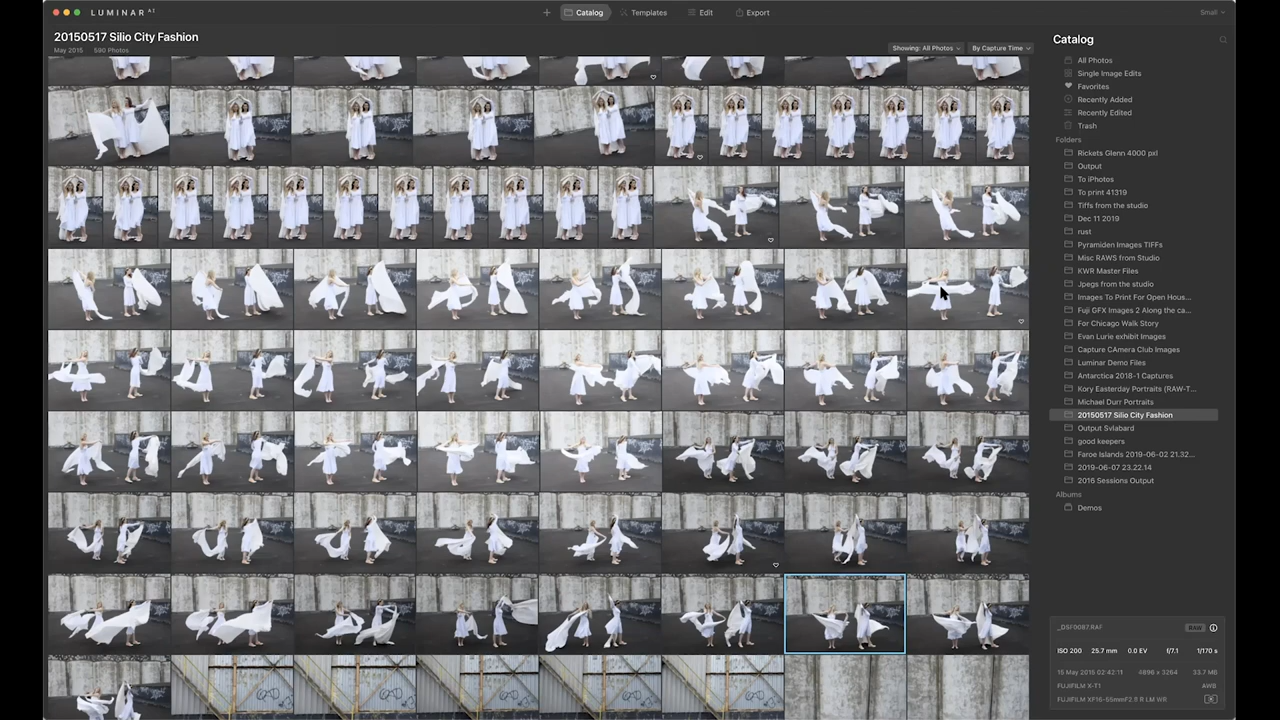 LUMINAR AI
Catalog
Templates
Edit
Export
Small
20150517 Silio City Fashion
May 2015 590 Photos
Showing: All Photos
By Capture Time
Catalog
All Photos
Single Image Edits
Favorites
Recently Added
Recently Edited
Trash
Folders
Rickets Glenn 4000 pxl
Output
To iPhotos
To print 41319
Tiffs from the studio
Dec 11 2019
rust
Pyramiden Images TIFFs
Misc RAWS from Studio
KWR Master Files
Jpegs from the studio
Images To Print For Open Hous...
Fuji GFX Images 2 Along the ca...
For Chicago Walk Story
Evan Lurie exhibit Images
Capture CAmera Club Images
Luminar Demo Files
Antarctica 2018-1 Captures
Kory Easterday Portraits (RAW-T...
Michael Durr Portraits
20150517 Silio City Fashion
Output Svlabard
good keepers
Faroe Islands 2019-06-02 21.32...
2019-06-07 23.22.14
2016 Sessions Output
Albums
Demos
_DSF0087.RAF RAW
ISO 200 25.7 mm 0.0 EV f/7.1 1/170 s
15 May 2015 02:42:11 4896 × 3264 33.7 MB
FUJIFILM X-T1 AWB
FUJIFILM XF16-55mmF2.8 R LM WR